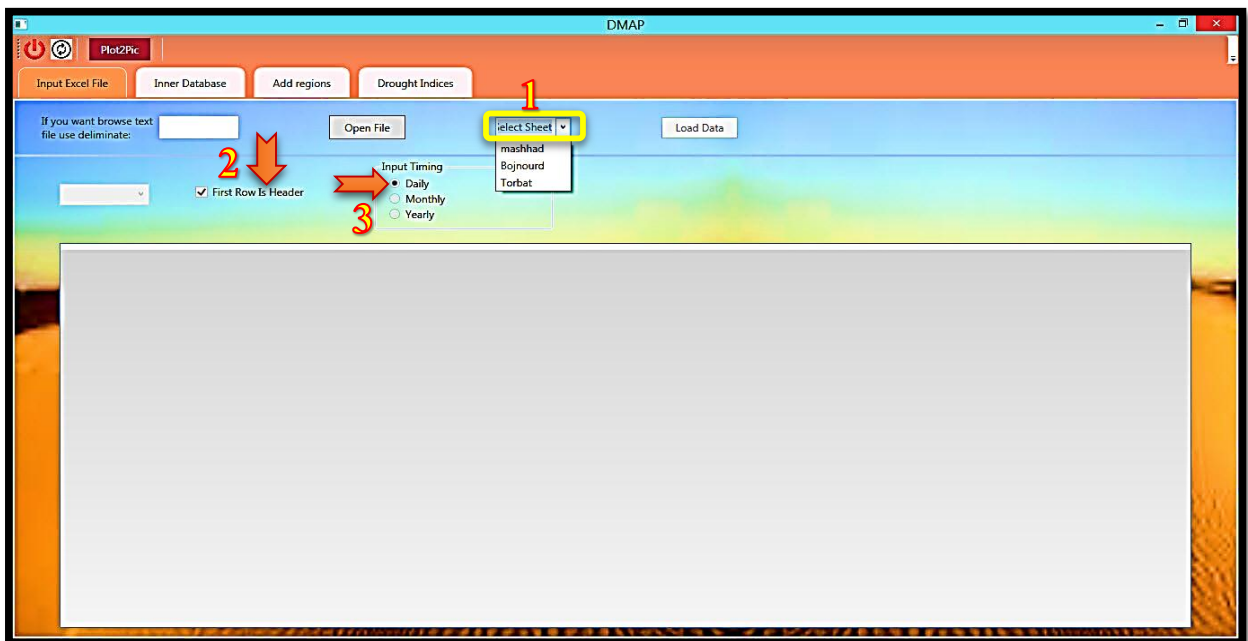 DMAP
Plot2Pic
Input Excel File
Inner Database
Add regions
Drought Indices
1
If you want browse text
file use deliminate:
Open File
ielect Sheet
Load Data
mashhad
Bojnourd
Torbat
2
First Row Is Header
Input Timing
Daily
Monthly
Yearly
3